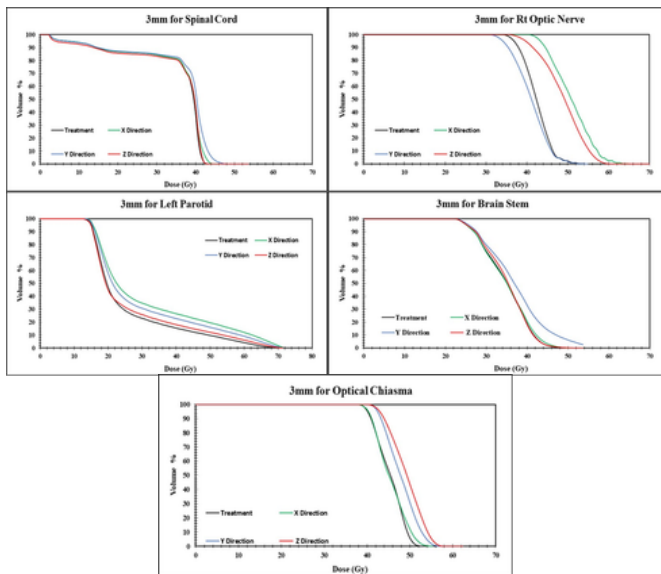 3mm for Spinal Cord
Volume %
100
90
80
70
60
50
40
30
20
10
0
Treatment
X Direction
Y Direction
Z Direction
0 10 20 30 40 50 60 70
Dose (Gy)
3mm for Rt Optic Nerve
Volume %
100
90
80
70
60
50
40
30
20
10
0
Treatment
X Direction
Y Direction
Z Direction
0 10 20 30 40 50 60 70
Dose (Gy)
3mm for Left Parotid
Volume %
100
90
80
70
60
50
40
30
20
10
0
Treatment
X Direction
Y Direction
Z Direction
0 10 20 30 40 50 60 70 80
Dose (Gy)
3mm for Brain Stem
Volume %
100
90
80
70
60
50
40
30
20
10
0
Treatment
X Direction
Y Direction
Z Direction
0 10 20 30 40 50 60 70
Dose (Gy)
3mm for Optical Chiasma
Volume %
100
90
80
70
60
50
40
30
20
10
0
Treatment
X Direction
Y Direction
Z Direction
0 10 20 30 40 50 60 70
Dose (Gy)